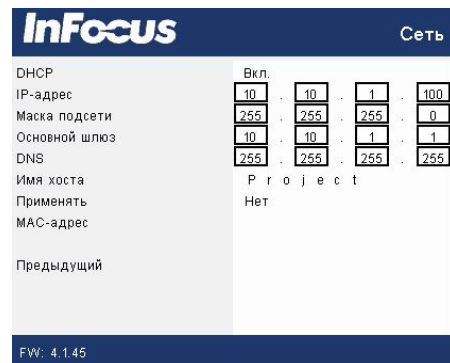 InFocus
Сеть
DHCP Вкл.
IP-адрес 10 . 10 . 1 . 100
Маска подсети 255 . 255 . 255 . 0
Основной шлюз 10 . 10 . 1 . 1
DNS 255 . 255 . 255 . 255
Имя хоста P r o j e c t
Применять Нет
MAC-адрес
Предыдущий
FW: 4.1.45